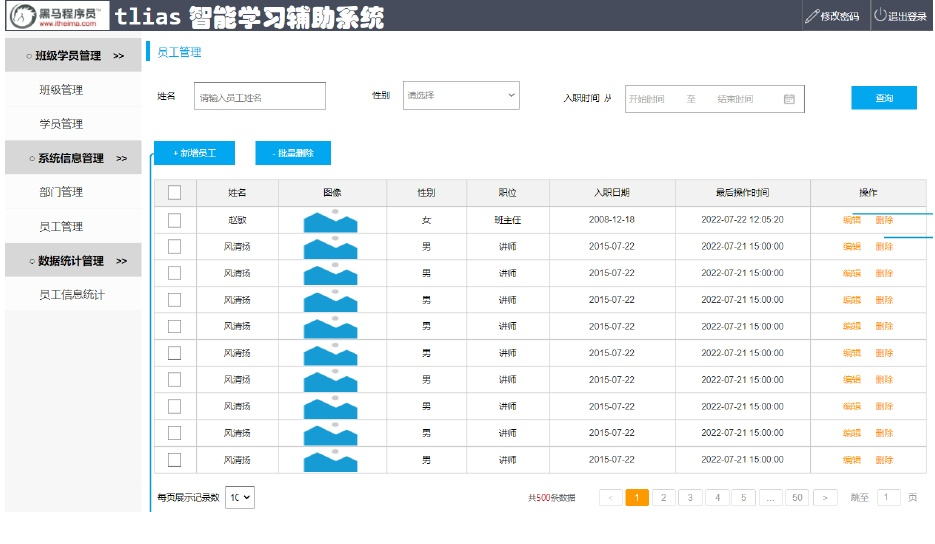 黑马程序员
www.itheima.com
tlias 智能学习辅助系统
修改密码 退出登录
班级学员管理 >>
班级管理
学员管理
系统信息管理 >>
部门管理
员工管理
数据统计管理 >>
员工信息统计
员工管理
姓名 请输入员工姓名 性别 请选择 入职时间 从 开始时间 至 结束时间 查询
+ 新增员工 - 批量删除
姓名 图像 性别 职位 入职日期 最后操作时间 操作
赵敏 女 班主任 2008-12-18 2022-07-22 12:05:20 编辑 删除
风清扬 男 讲师 2015-07-22 2022-07-21 15:00:00 编辑 删除
风清扬 男 讲师 2015-07-22 2022-07-21 15:00:00 编辑 删除
风清扬 男 讲师 2015-07-22 2022-07-21 15:00:00 编辑 删除
风清扬 男 讲师 2015-07-22 2022-07-21 15:00:00 编辑 删除
风清扬 男 讲师 2015-07-22 2022-07-21 15:00:00 编辑 删除
风清扬 男 讲师 2015-07-22 2022-07-21 15:00:00 编辑 删除
风清扬 男 讲师 2015-07-22 2022-07-21 15:00:00 编辑 删除
风清扬 男 讲师 2015-07-22 2022-07-21 15:00:00 编辑 删除
风清扬 男 讲师 2015-07-22 2022-07-21 15:00:00 编辑 删除
每页展示记录数 10 共500条数据 < 1 2 3 4 5 ... 50 > 跳至 1 页